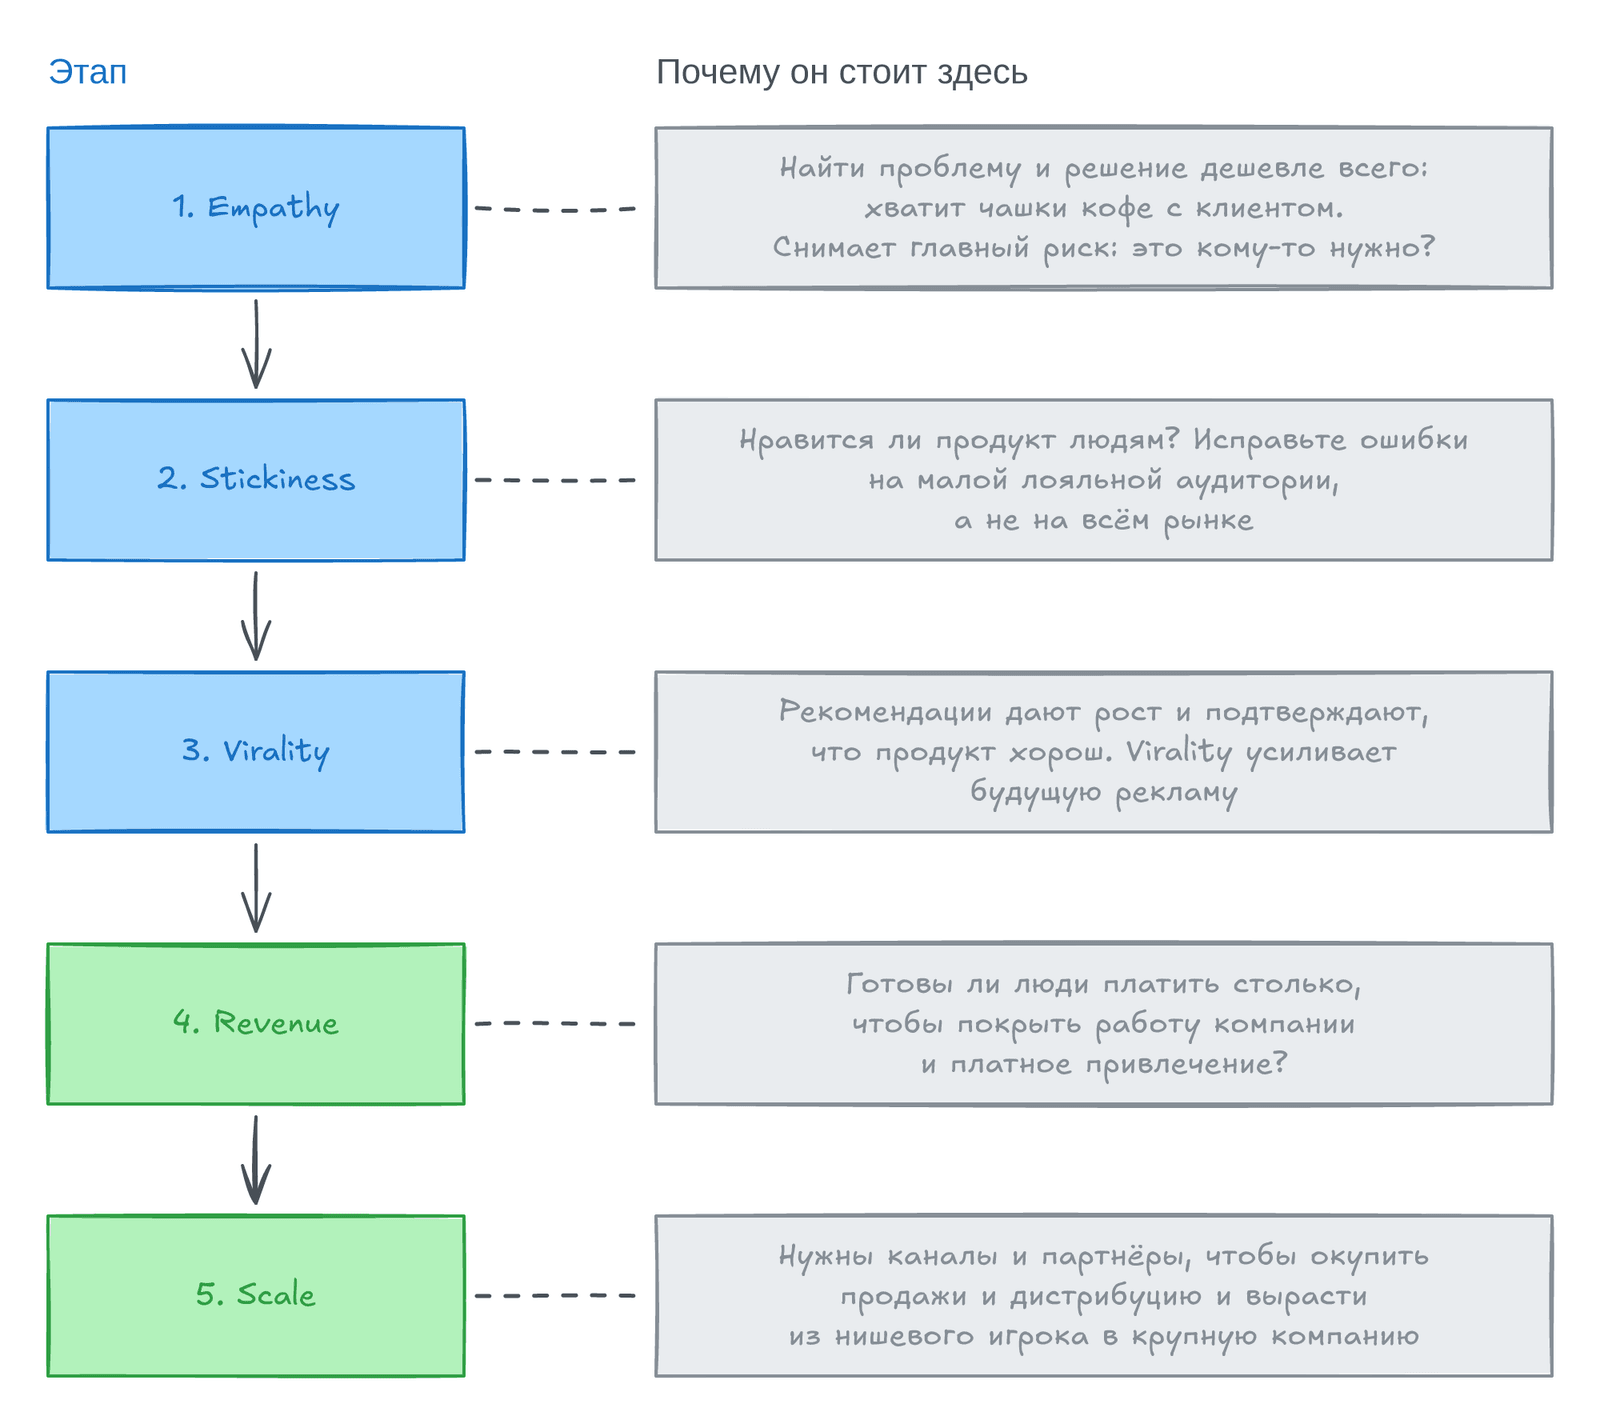 Этап
Почему он стоит здесь
1. Empathy
Найти проблему и решение дешевле всего:
хватит чашки кофе с клиентом.
Снимает главный риск: это кому-то нужно?
2. Stickiness
Нравится ли продукт людям? Исправьте ошибки
на малой лояльной аудитории,
а не на всём рынке
3. Virality
Рекомендации дают рост и подтверждают,
что продукт хорош. Virality усиливает
будущую рекламу
4. Revenue
Готовы ли люди платить столько,
чтобы покрыть работу компании
и платное привлечение?
5. Scale
Нужны каналы и партнёры, чтобы окупить
продажи и дистрибуцию и вырасти
из нишевого игрока в крупную компанию